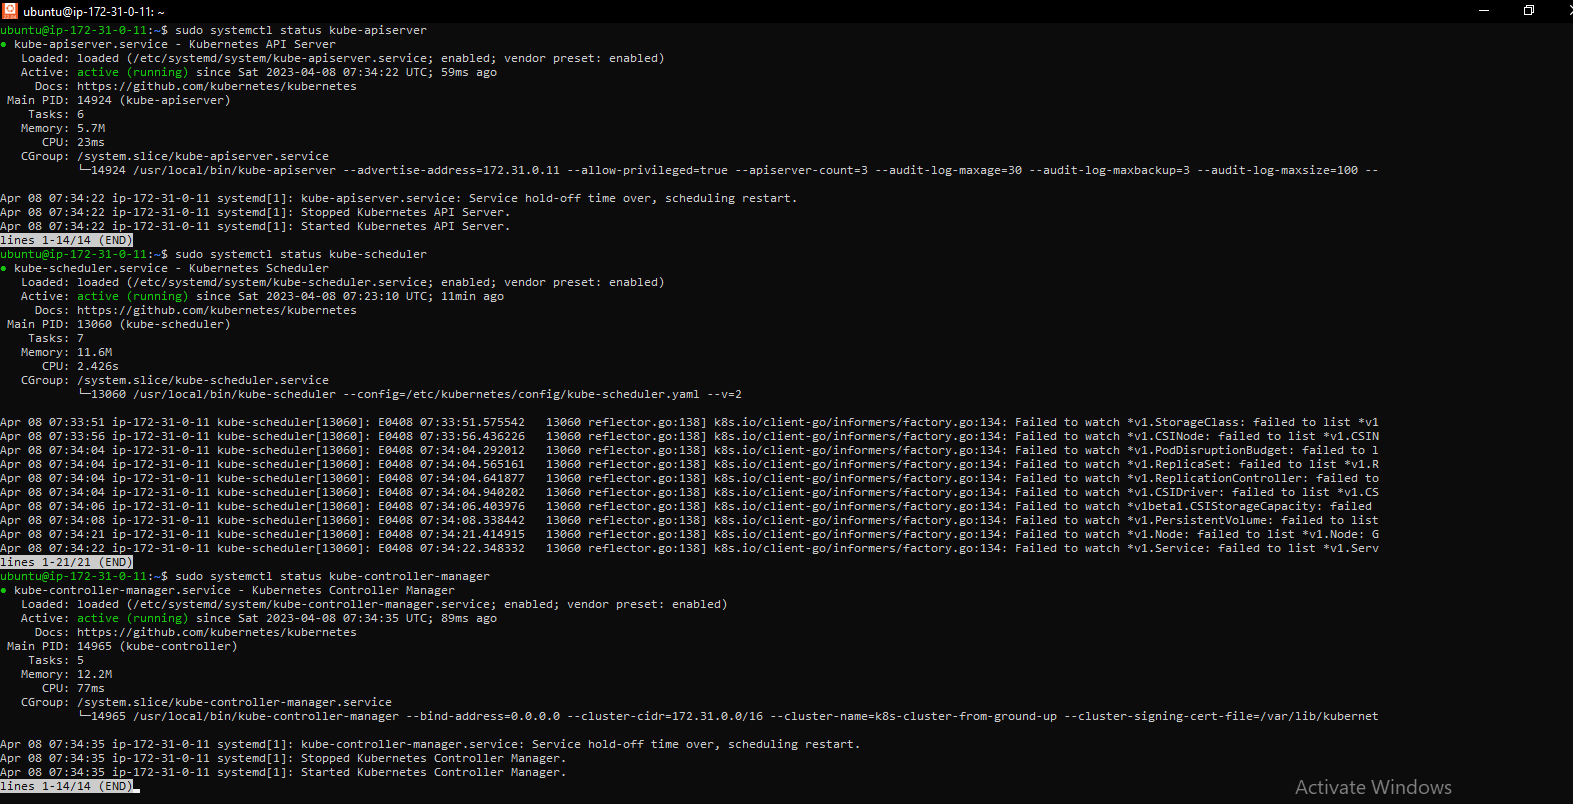 ubuntu@ip-172-31-0-11: ~
ubuntu@ip-172-31-0-11:~$ sudo systemctl status kube-apiserver
● kube-apiserver.service - Kubernetes API Server
Loaded: loaded (/etc/systemd/system/kube-apiserver.service; enabled; vendor preset: enabled)
Active: active (running) since Sat 2023-04-08 07:34:22 UTC; 59ms ago
Docs: https://github.com/kubernetes/kubernetes
Main PID: 14924 (kube-apiserver)
Tasks: 6
Memory: 5.7M
CPU: 23ms
CGroup: /system.slice/kube-apiserver.service
└─14924 /usr/local/bin/kube-apiserver --advertise-address=172.31.0.11 --allow-privileged=true --apiserver-count=3 --audit-log-maxage=30 --audit-log-maxbackup=3 --audit-log-maxsize=100 --
Apr 08 07:34:22 ip-172-31-0-11 systemd[1]: kube-apiserver.service: Service hold-off time over, scheduling restart.
Apr 08 07:34:22 ip-172-31-0-11 systemd[1]: Stopped Kubernetes API Server.
Apr 08 07:34:22 ip-172-31-0-11 systemd[1]: Started Kubernetes API Server.
lines 1-14/14 (END)
ubuntu@ip-172-31-0-11:~$ sudo systemctl status kube-scheduler
● kube-scheduler.service - Kubernetes Scheduler
Loaded: loaded (/etc/systemd/system/kube-scheduler.service; enabled; vendor preset: enabled)
Active: active (running) since Sat 2023-04-08 07:23:10 UTC; 11min ago
Docs: https://github.com/kubernetes/kubernetes
Main PID: 13060 (kube-scheduler)
Tasks: 7
Memory: 11.6M
CPU: 2.426s
CGroup: /system.slice/kube-scheduler.service
└─13060 /usr/local/bin/kube-scheduler --config=/etc/kubernetes/config/kube-scheduler.yaml --v=2
Apr 08 07:33:51 ip-172-31-0-11 kube-scheduler[13060]: E0408 07:33:51.575542   13060 reflector.go:138] k8s.io/client-go/informers/factory.go:134: Failed to watch *v1.StorageClass: failed to list *v1
Apr 08 07:33:56 ip-172-31-0-11 kube-scheduler[13060]: E0408 07:33:56.436226   13060 reflector.go:138] k8s.io/client-go/informers/factory.go:134: Failed to watch *v1.CSINode: failed to list *v1.CSIN
Apr 08 07:34:04 ip-172-31-0-11 kube-scheduler[13060]: E0408 07:34:04.292012   13060 reflector.go:138] k8s.io/client-go/informers/factory.go:134: Failed to watch *v1.PodDisruptionBudget: failed to l
Apr 08 07:34:04 ip-172-31-0-11 kube-scheduler[13060]: E0408 07:34:04.565161   13060 reflector.go:138] k8s.io/client-go/informers/factory.go:134: Failed to watch *v1.ReplicaSet: failed to list *v1.R
Apr 08 07:34:04 ip-172-31-0-11 kube-scheduler[13060]: E0408 07:34:04.641877   13060 reflector.go:138] k8s.io/client-go/informers/factory.go:134: Failed to watch *v1.ReplicationController: failed to
Apr 08 07:34:04 ip-172-31-0-11 kube-scheduler[13060]: E0408 07:34:04.940202   13060 reflector.go:138] k8s.io/client-go/informers/factory.go:134: Failed to watch *v1.CSIDriver: failed to list *v1.CS
Apr 08 07:34:06 ip-172-31-0-11 kube-scheduler[13060]: E0408 07:34:06.403976   13060 reflector.go:138] k8s.io/client-go/informers/factory.go:134: Failed to watch *v1beta1.CSIStorageCapacity: failed
Apr 08 07:34:08 ip-172-31-0-11 kube-scheduler[13060]: E0408 07:34:08.338442   13060 reflector.go:138] k8s.io/client-go/informers/factory.go:134: Failed to watch *v1.PersistentVolume: failed to list
Apr 08 07:34:21 ip-172-31-0-11 kube-scheduler[13060]: E0408 07:34:21.414915   13060 reflector.go:138] k8s.io/client-go/informers/factory.go:134: Failed to watch *v1.Node: failed to list *v1.Node: G
Apr 08 07:34:22 ip-172-31-0-11 kube-scheduler[13060]: E0408 07:34:22.348332   13060 reflector.go:138] k8s.io/client-go/informers/factory.go:134: Failed to watch *v1.Service: failed to list *v1.Serv
lines 1-21/21 (END)
ubuntu@ip-172-31-0-11:~$ sudo systemctl status kube-controller-manager
● kube-controller-manager.service - Kubernetes Controller Manager
Loaded: loaded (/etc/systemd/system/kube-controller-manager.service; enabled; vendor preset: enabled)
Active: active (running) since Sat 2023-04-08 07:34:35 UTC; 89ms ago
Docs: https://github.com/kubernetes/kubernetes
Main PID: 14965 (kube-controller)
Tasks: 5
Memory: 12.2M
CPU: 77ms
CGroup: /system.slice/kube-controller-manager.service
└─14965 /usr/local/bin/kube-controller-manager --bind-address=0.0.0.0 --cluster-cidr=172.31.0.0/16 --cluster-name=k8s-cluster-from-ground-up --cluster-signing-cert-file=/var/lib/kubernet
Apr 08 07:34:35 ip-172-31-0-11 systemd[1]: kube-controller-manager.service: Service hold-off time over, scheduling restart.
Apr 08 07:34:35 ip-172-31-0-11 systemd[1]: Stopped Kubernetes Controller Manager.
Apr 08 07:34:35 ip-172-31-0-11 systemd[1]: Started Kubernetes Controller Manager.
lines 1-14/14 (END)
Activate Windows